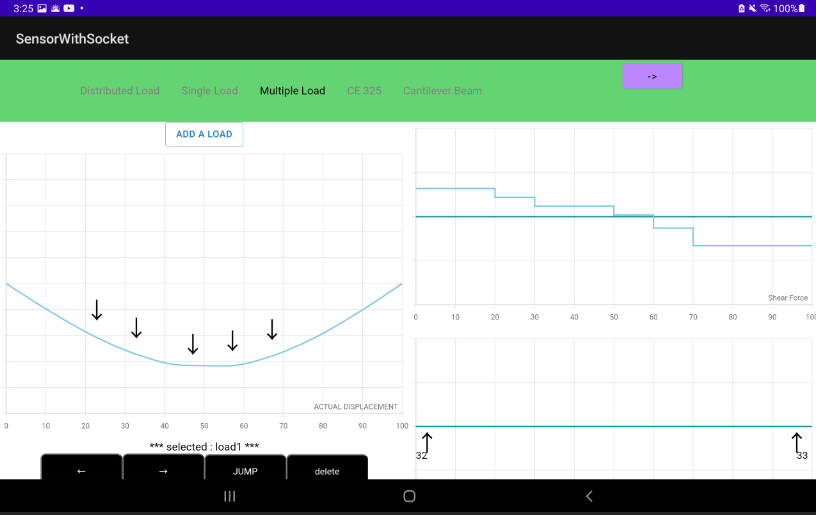 3:25 100%
SensorWithSocket
Distributed Load Single Load Multiple Load CE 325 Cantilever Beam ->
ADD A LOAD
ACTUAL DISPLACEMENT
0 10 20 30 40 50 60 70 80 90 100
*** selected : load1 ***
← → JUMP delete
Shear Force
0 10 20 30 40 50 60 70 80 90 100
32 33